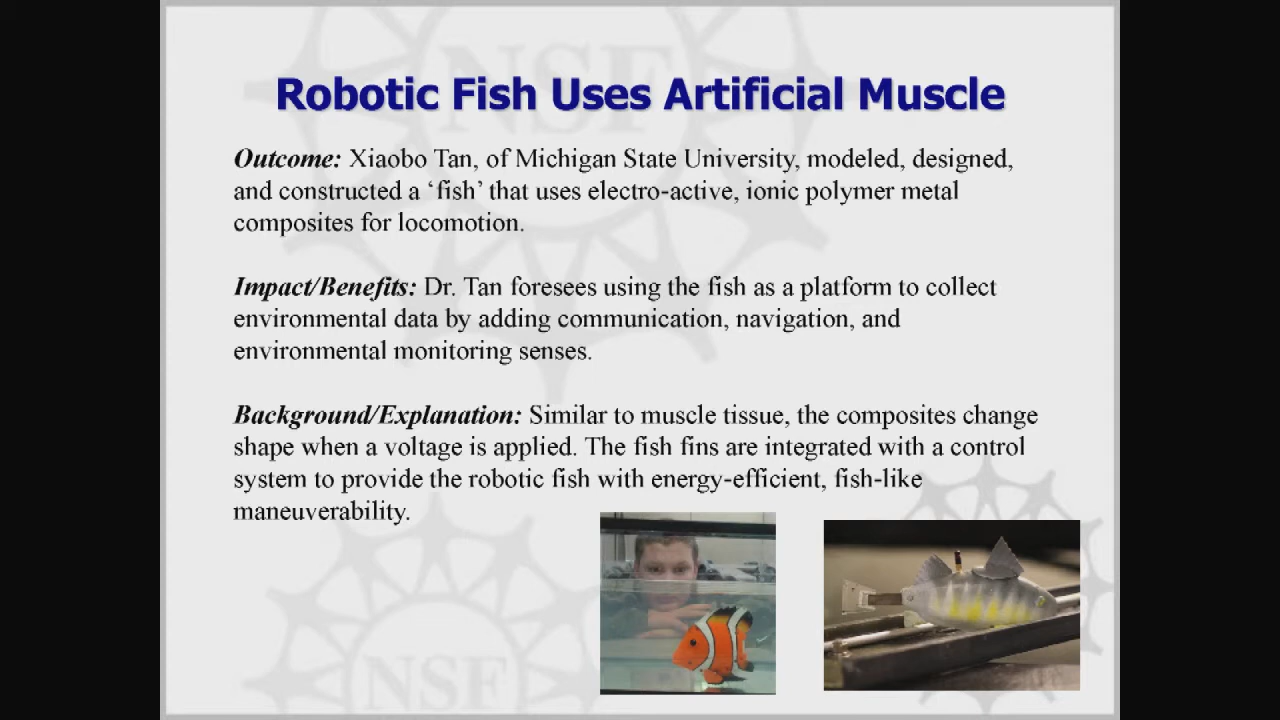 Robotic Fish Uses Artificial Muscle
Outcome: Xiaobo Tan, of Michigan State University, modeled, designed,
and constructed a ‘fish’ that uses electro-active, ionic polymer metal
composites for locomotion.
Impact/Benefits: Dr. Tan foresees using the fish as a platform to collect
environmental data by adding communication, navigation, and
environmental monitoring senses.
Background/Explanation: Similar to muscle tissue, the composites change
shape when a voltage is applied. The fish fins are integrated with a control
system to provide the robotic fish with energy-efficient, fish-like
maneuverability.
NSF
NSF